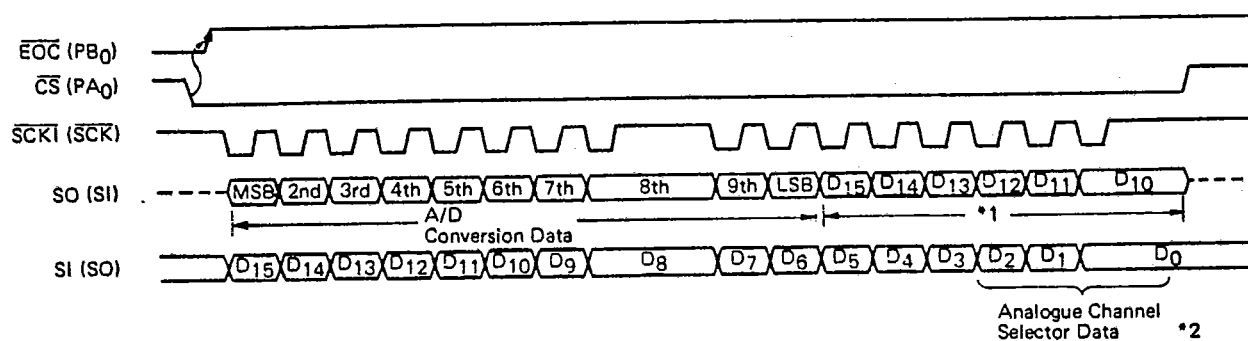 EOC (PB0)
CS (PA0)
SCKI (SCK)
SO (SI) MSB 2nd 3rd 4th 5th 6th 7th 8th 9th LSB D15 D14 D13 D12 D11 D10
A/D
Conversion Data
*1
SI (SO) D15 D14 D13 D12 D11 D10 D9 D8 D7 D6 D5 D4 D3 D2 D1 D0
Analogue Channel
Selector Data *2